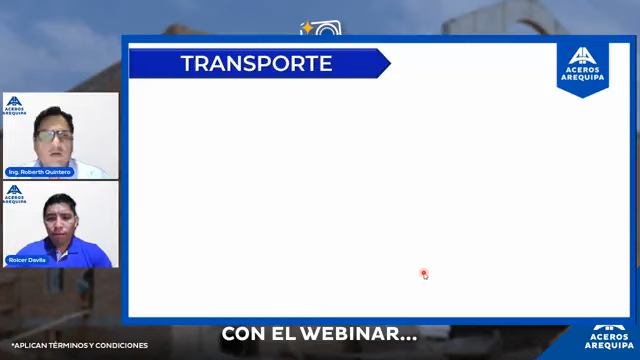 TRANSPORTE
ACEROS
AREQUIPA
ACEROS
AREQUIPA
Ing. Roberth Quintero
ACEROS
AREQUIPA
Roicer Davila
CON EL WEBINAR...
*APLICAN TÉRMINOS Y CONDICIONES
ACEROS
AREQUIPA